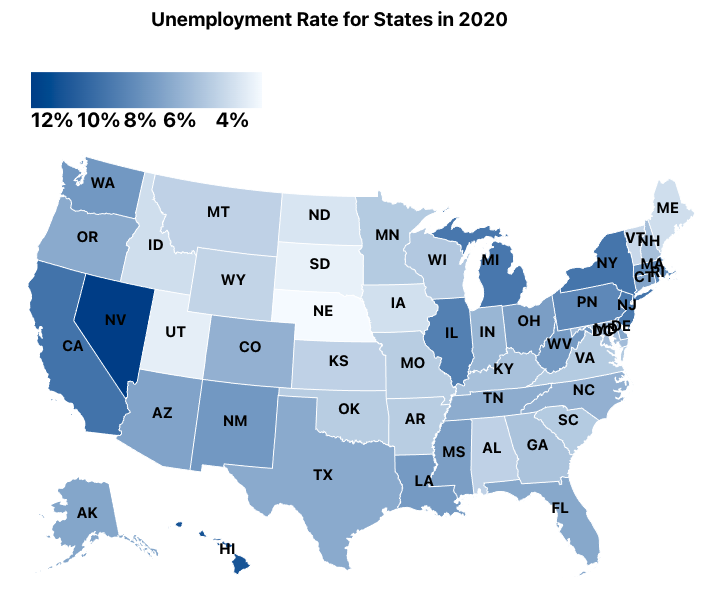 Unemployment Rate for States in 2020
12% 10% 8% 6% 4%
WA
ME
MT
ND
OR
MN
VT
NH
ID
SD
WI
MI
NY
MA
RI
CT
WY
NE
IA
PN
NJ
NV
UT
IL
IN
OH
DE
MD
DC
CA
CO
WV
VA
KS
MO
KY
NC
TN
AZ
NM
OK
AR
SC
MS
AL
GA
TX
LA
FL
AK
HI